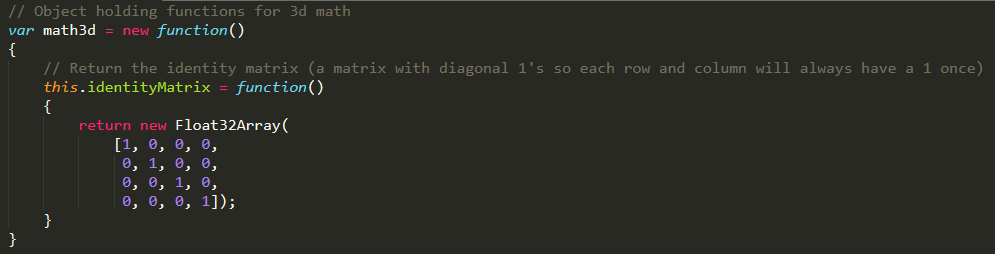 // Object holding functions for 3d math
var math3d = new function()
{
    // Return the identity matrix (a matrix with diagonal 1's so each row and column will always have a 1 once)
    this.identityMatrix = function()
    {
        return new Float32Array(
            [1, 0, 0, 0,
             0, 1, 0, 0,
             0, 0, 1, 0,
             0, 0, 0, 1]);
    }
}